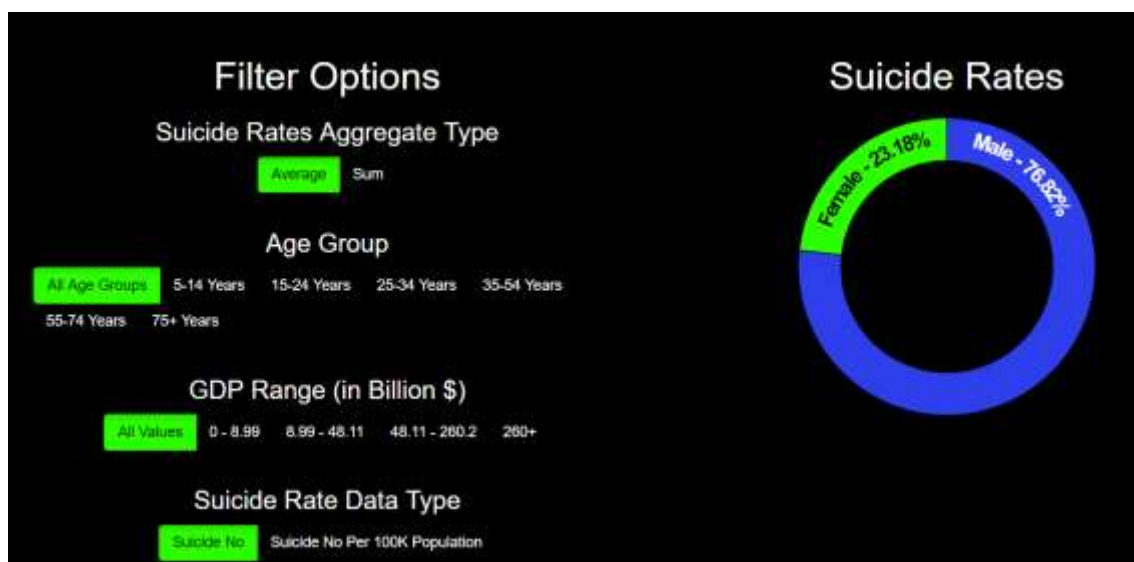 Filter Options
Suicide Rates Aggregate Type
Average Sum
Age Group
All Age Groups 5-14 Years 15-24 Years 25-34 Years 35-54 Years
55-74 Years 75+ Years
GDP Range (in Billion $)
All Values 0 - 8.99 8.99 - 48.11 48.11 - 260.2 260+
Suicide Rate Data Type
Suicide No Suicide No Per 100K Population
Suicide Rates
Female - 23.18%
Male - 76.82%